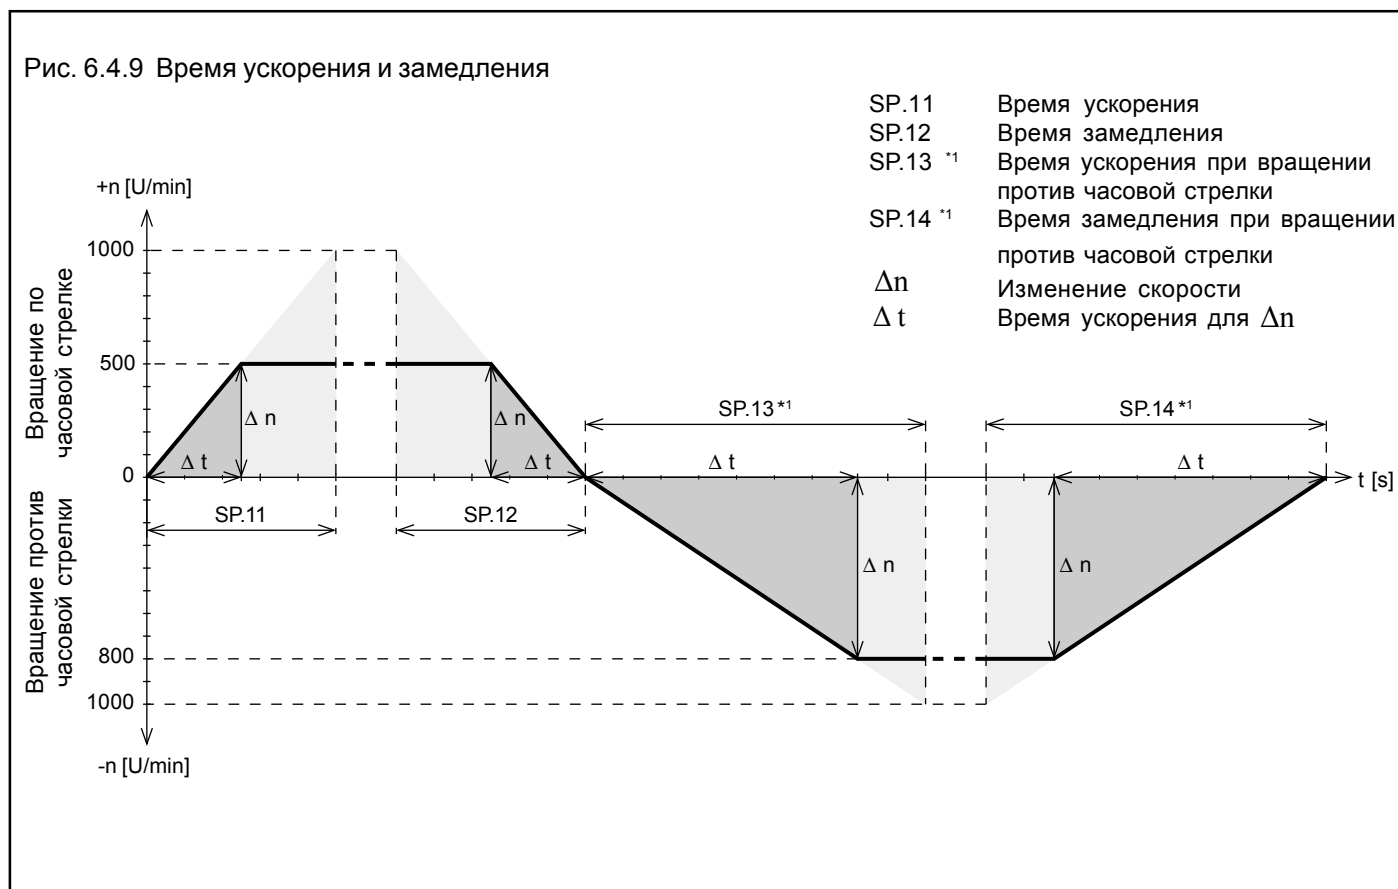 Рис. 6.4.9 Время ускорения и замедления
SP.11 Время ускорения
SP.12 Время замедления
SP.13 *1 Время ускорения при вращении
против часовой стрелки
SP.14 *1 Время замедления при вращении
против часовой стрелки
Δn Изменение скорости
Δ t Время ускорения для Δn
+n [U/min]
Вращение по
часовой стрелке
1000
500
Δ n
Δ n
SP.13 *1
SP.14 *1
Δ t
Δ t
Δ t
Δ t
0
t [s]
SP.11
SP.12
Вращение против
часовой стрелки
Δ n
Δ n
800
1000
-n [U/min]